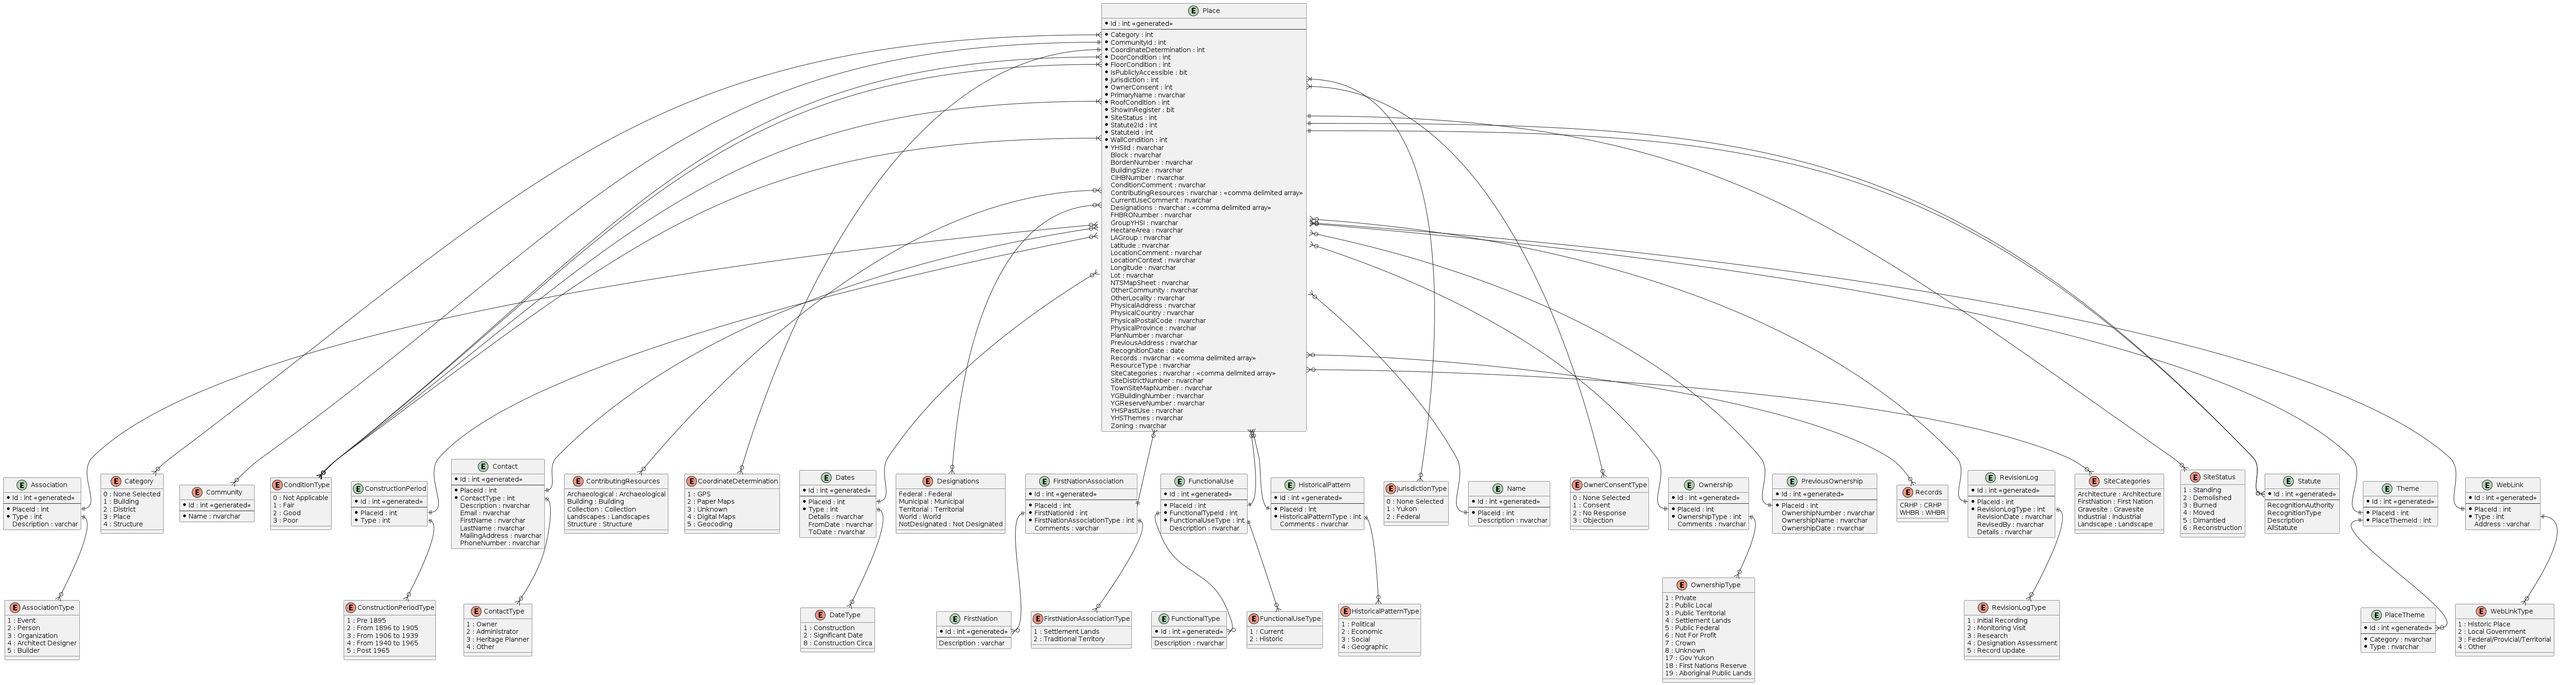 E Place
Id : int «generated»
Category : int
CommunityId : int
CoordinateDetermination : int
DoorCondition : int
FloorCondition : int
IsPubliclyAccessible : bit
Jurisdiction : int
OwnerConsent : int
PrimaryName : nvarchar
RoofCondition : int
ShowInRegister : bit
SiteStatus : int
Statute2Id : int
StatuteId : int
WallCondition : int
YHSIId : nvarchar
Block : nvarchar
BordenNumber : nvarchar
BuildingSize : nvarchar
CIHBNumber : nvarchar
ConditionComment : nvarchar
ContributingResources : nvarchar : «comma delimited array»
CurrentUseComment : nvarchar
Designations : nvarchar : «comma delimited array»
FHBRONumber : nvarchar
GroupYHSI : nvarchar
HectareArea : nvarchar
LAGroup : nvarchar
Latitude : nvarchar
LocationComment : nvarchar
LocationContext : nvarchar
Longitude : nvarchar
Lot : nvarchar
NTSMapSheet : nvarchar
OtherCommunity : nvarchar
OtherLocality : nvarchar
PhysicalAddress : nvarchar
PhysicalCountry : nvarchar
PhysicalPostalCode : nvarchar
PhysicalProvince : nvarchar
PlanNumber : nvarchar
PreviousAddress : nvarchar
RecognitionDate : date
Records : nvarchar : «comma delimited array»
ResourceType : nvarchar
SiteCategories : nvarchar : «comma delimited array»
SiteDistrictNumber : nvarchar
TownSiteMapNumber : nvarchar
YGBuildingNumber : nvarchar
YGReserveNumber : nvarchar
YHSPastUse : nvarchar
YHSThemes : nvarchar
Zoning : nvarchar
E Association
Id : int «generated»
PlaceId : int
Type : int
Description : varchar
E Category
0 : None Selected
1 : Building
2 : District
3 : Place
4 : Structure
E Community
Id : int «generated»
Name : nvarchar
E ConditionType
0 : Not Applicable
1 : Fair
2 : Good
3 : Poor
E ConstructionPeriod
Id : int «generated»
PlaceId : int
Type : int
E Contact
Id : int «generated»
PlaceId : int
ContactType : int
Description : nvarchar
Email : nvarchar
FirstName : nvarchar
LastName : nvarchar
MailingAddress : nvarchar
PhoneNumber : nvarchar
E ContributingResources
Archaeological : Archaeological
Building : Building
Collection : Collection
Landscapes : Landscapes
Structure : Structure
E CoordinateDetermination
1 : GPS
2 : Paper Maps
3 : Unknown
4 : Digital Maps
5 : Geocoding
E Dates
Id : int «generated»
PlaceId : int
Type : int
Details : nvarchar
FromDate : nvarchar
ToDate : nvarchar
E Designations
Federal : Federal
Municipal : Municipal
Territorial : Territorial
World : World
NotDesignated : Not Designated
E FirstNationAssociation
Id : int «generated»
PlaceId : int
FirstNationId : int
FirstNationAssociationType : int
Comments : varchar
E FunctionalUse
Id : int «generated»
PlaceId : int
FunctionalTypeId : int
FunctionalUseType : int
Description : nvarchar
E HistoricalPattern
Id : int «generated»
PlaceId : int
HistoricalPatternType : int
Comments : nvarchar
E JurisdictionType
0 : None Selected
1 : Yukon
2 : Federal
E Name
Id : int «generated»
PlaceId : int
Description : nvarchar
E OwnerConsentType
0 : None Selected
1 : Consent
2 : No Response
3 : Objection
E Ownership
Id : int «generated»
PlaceId : int
OwnershipType : int
Comments : nvarchar
E PreviousOwnership
Id : int «generated»
PlaceId : int
OwnershipNumber : nvarchar
OwnershipName : nvarchar
OwnershipDate : nvarchar
E Records
CRHP : CRHP
WHBR : WHBR
E RevisionLog
Id : int «generated»
PlaceId : int
RevisionLogType : int
RevisionDate : nvarchar
RevisedBy : nvarchar
Details : nvarchar
E SiteCategories
Architecture : Architecture
FirstNation : First Nation
Gravesite : Gravesite
Industrial : Industrial
Landscape : Landscape
E SiteStatus
1 : Standing
2 : Demolished
3 : Burned
4 : Moved
5 : Dimantled
6 : Reconstruction
E Statute
Id : int «generated»
RecognitionAuthority
RecognitionType
Description
AllStatute
E Theme
Id : int «generated»
PlaceId : int
PlaceThemeId : int
E WebLink
Id : int «generated»
PlaceId : int
Type : int
Address : varchar
E AssociationType
1 : Event
2 : Person
3 : Organization
4 : Architect Designer
5 : Builder
E ConstructionPeriodType
1 : Pre 1895
2 : From 1896 to 1905
3 : From 1906 to 1939
4 : From 1940 to 1965
5 : Post 1965
E ContactType
1 : Owner
2 : Administrator
3 : Heritage Planner
4 : Other
E DateType
1 : Construction
2 : Significant Date
8 : Construction Circa
E FirstNation
Id : int «generated»
Description : varchar
E FirstNationAssociationType
1 : Settlement Lands
2 : Traditional Territory
E FunctionalType
Id : int «generated»
Description : nvarchar
E FunctionalUseType
1 : Current
2 : Historic
E HistoricalPatternType
1 : Political
2 : Economic
3 : Social
4 : Geographic
E OwnershipType
1 : Private
2 : Public Local
3 : Public Territorial
4 : Settlement Lands
5 : Public Federal
6 : Not For Profit
7 : Crown
8 : Unknown
17 : Gov Yukon
18 : First Nations Reserve
19 : Aboriginal Public Lands
E RevisionLogType
1 : Initial Recording
2 : Monitoring Visit
3 : Research
4 : Designation Assessment
5 : Record Update
E PlaceTheme
Id : int «generated»
Category : nvarchar
Type : nvarchar
E WebLinkType
1 : Historic Place
2 : Local Government
3 : Federal/Provicial/Territorial
4 : Other